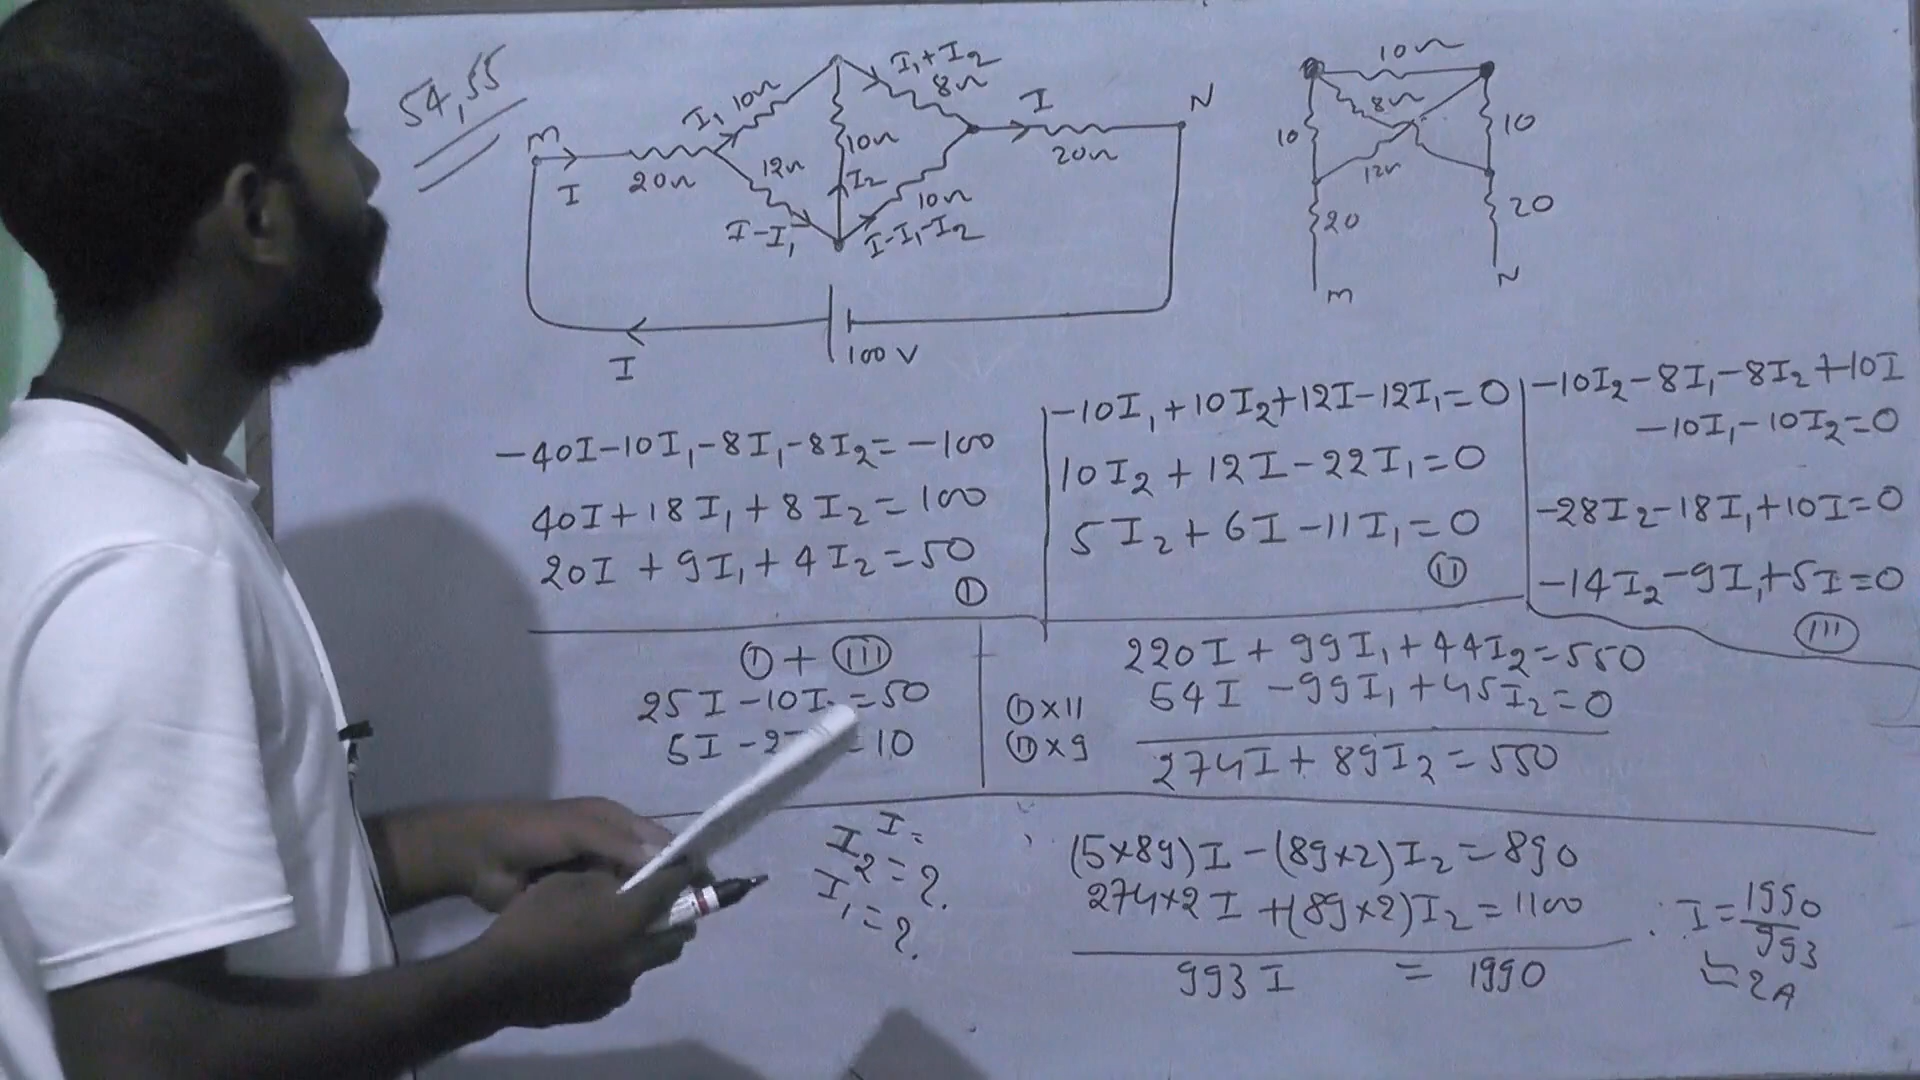 54,55
M
I
20Ω
I₁ 10Ω
I₁+I₂
8Ω
10Ω
I₂
12Ω
I-I₁
10Ω
I-I₁-I₂
I
20Ω
N
I
100 V
10Ω
10
8Ω
10
12Ω
20
20
M
N
-40I-10I₁-8I₁-8I₂=-100
40I+18I₁+8I₂=100
20I+9I₁+4I₂=50
①
-10I₁+10I₂+12I-12I₁=0
10I₂+12I-22I₁=0
5I₂+6I-11I₁=0
⑪
-10I₂-8I₁-8I₂+10I
-10I₁-10I₂=0
-28I₂-18I₁+10I=0
-14I₂-9I₁+5I=0
(III)
①+(III)
25I-10I₂=50
5I-2I =10
①×11
⑪×9
220I+99I₁+44I₂=550
54I-99I₁+45I₂=0
274I+89I₂=550
I=
I₂=?
I₁=?
(5×89)I-(89×2)I₂=890
274×2I+(89×2)I₂=1100
993I = 1990
∴ I=1990/993
≈2A